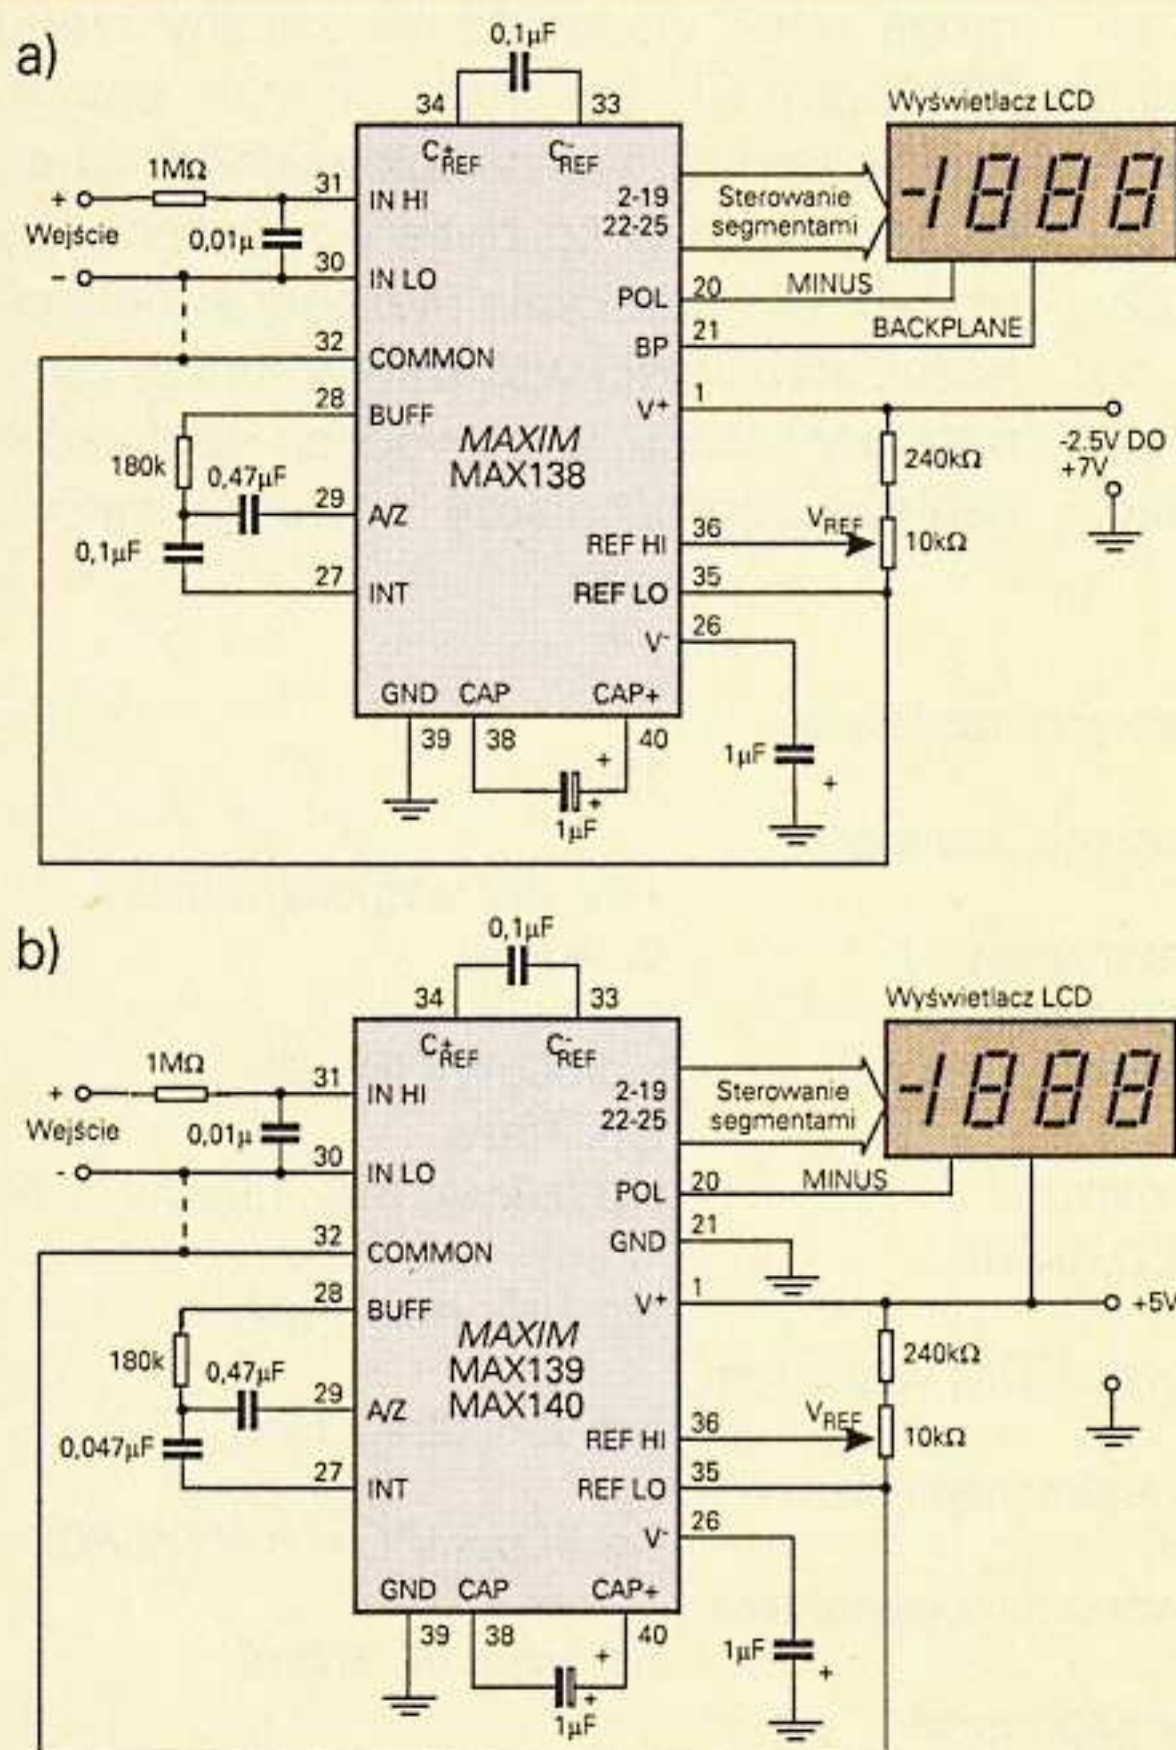 a)
0,1µF
34
33
Wyświetlacz LCD
C+REF
C-REF
-1888
1MΩ
31
IN HI
2-19
22-25
Sterowanie
segmentami
+
Wejście
0,01µ
30
-
IN LO
POL
20
MINUS
32
COMMON
BP
21
BACKPLANE
28
BUFF
V+
1
-2.5V DO
+7V
180k
0,47µF
MAXIM
MAX138
240kΩ
29
A/Z
REF HI
36
VREF
10kΩ
0,1µF
27
INT
REF LO
35
V-
26
GND
CAP
CAP+
39
38
40
+
1µF
+
+
1µF
b)
0,1µF
34
33
Wyświetlacz LCD
C+REF
C-REF
-1888
1MΩ
31
IN HI
2-19
22-25
Sterowanie
segmentami
+
Wejście
0,01µ
30
-
IN LO
POL
20
MINUS
32
COMMON
GND
21
28
BUFF
V+
1
+5V
180k
0,47µF
MAXIM
MAX139
MAX140
240kΩ
29
A/Z
REF HI
36
VREF
10kΩ
0,047µF
27
INT
REF LO
35
V-
26
GND
CAP
CAP+
39
38
40
+
1µF
+
+
1µF